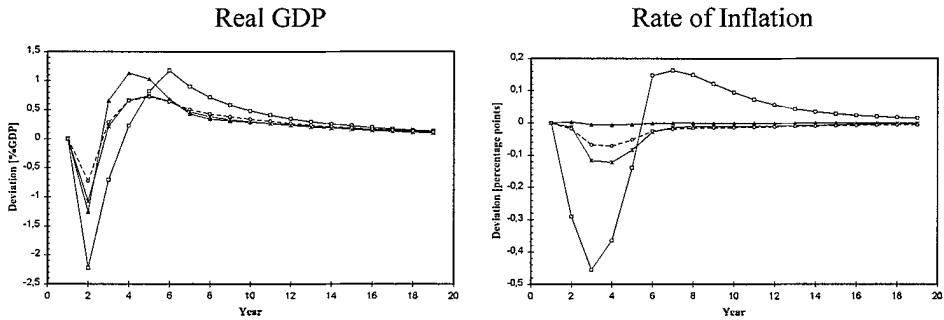 Real GDP
Rate of Inflation
Deviation [%GDP]
1,5
1
0,5
0
-0,5
-1
-1,5
-2
-2,5
0 2 4 6 8 10 12 14 16 18 20
Year
Deviation [percentage points]
0,2
0,1
0
-0,1
-0,2
-0,3
-0,4
-0,5
0 2 4 6 8 10 12 14 16 18 20
Year